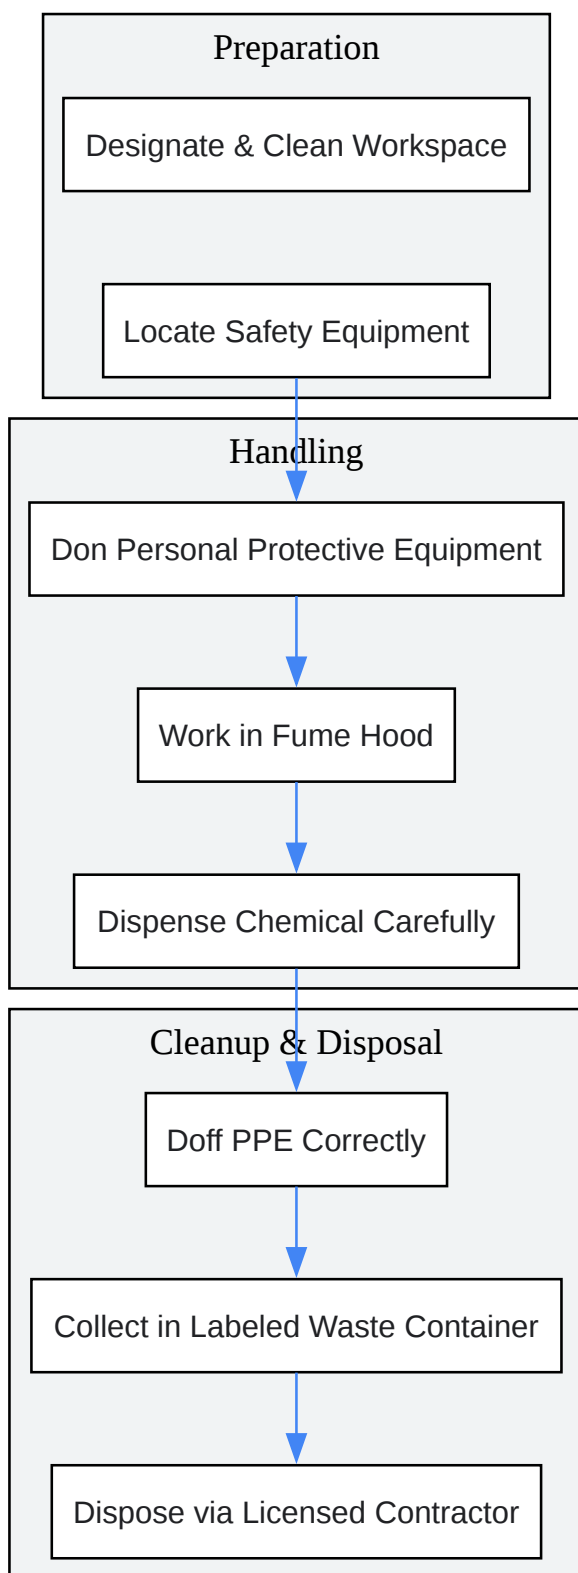 Preparation
Designate & Clean Workspace
Locate Safety Equipment
Handling
Don Personal Protective Equipment
Work in Fume Hood
Dispense Chemical Carefully
Cleanup & Disposal
Doff PPE Correctly
Collect in Labeled Waste Container
Dispose via Licensed Contractor